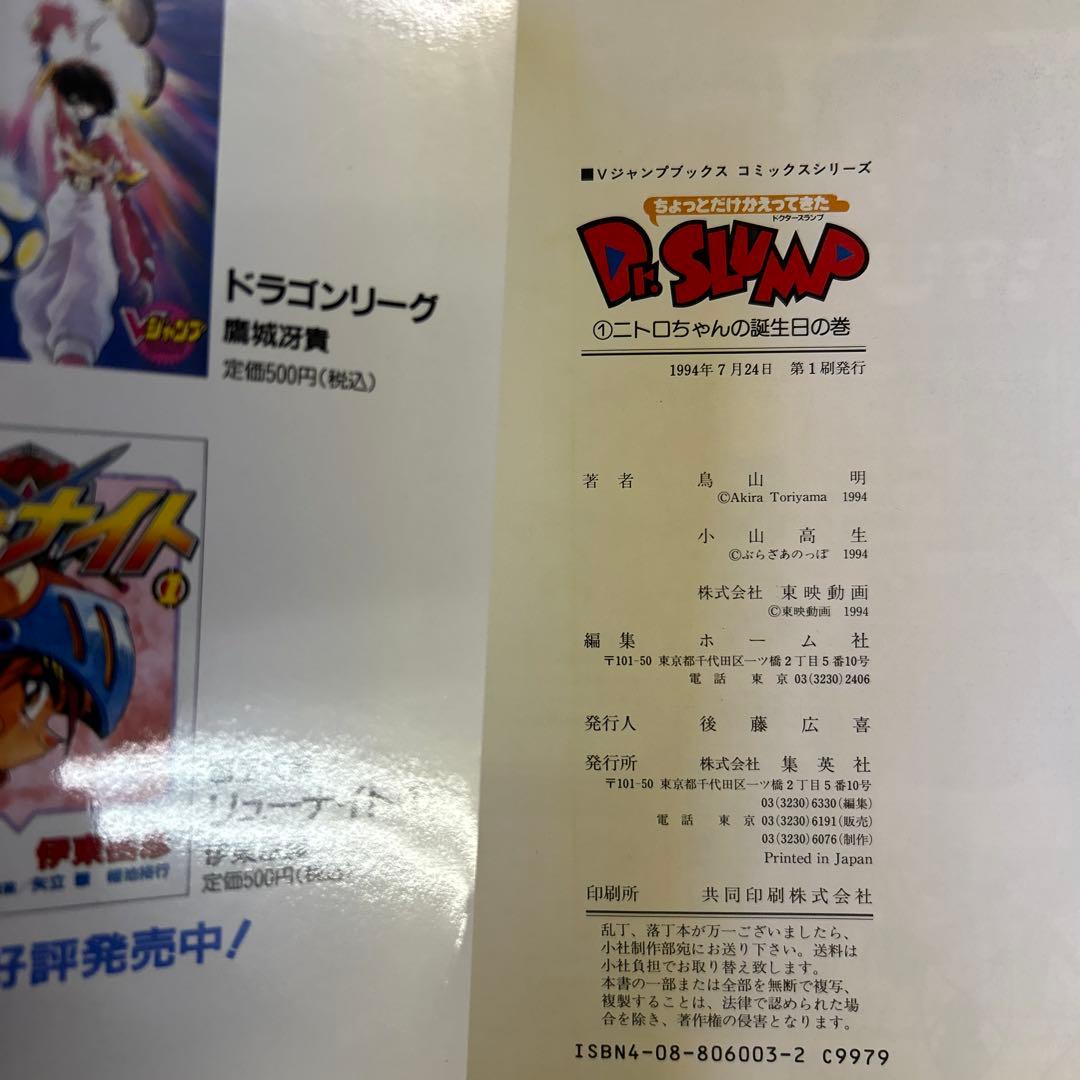 Vジャンプ
ドラゴンリーグ
鷹城冴貴
定価500円(税込)
ナイト
1
伊東岳彦
矢立
リューナイト
定価500円(税込)
好評発売中!
■Vジャンプブックス コミックスシリーズ
ちょっとだけかえってきた
ドクタースランプ
Dr. SLUMP
①ニトロちゃんの誕生日の巻
1994年7月24日 第1刷発行
著者 鳥山明
©Akira Toriyama 1994
小山高生
©ぶらざあのっぽ 1994
株式会社 東映動画
©東映動画 1994
編集 ホーム社
〒101-50 東京都千代田区一ツ橋2丁目5番10号
電話 東京 03(3230)2406
発行人 後藤広喜
発行所 株式会社 集英社
〒101-50 東京都千代田区一ツ橋2丁目5番10号
03(3230)6330(編集)
電話 東京 03(3230)6191(販売)
03(3230)6076(制作)
Printed in Japan
印刷所 共同印刷株式会社
乱丁、落丁本が万一ございましたら、
小社制作部宛にお送り下さい。送料は
小社負担でお取り替え致します。
本書の一部または全部を無断で複写、
複製することは、法律で認められた場
合を除き、著作権の侵害となります。
ISBN4-08-806003-2 C9979